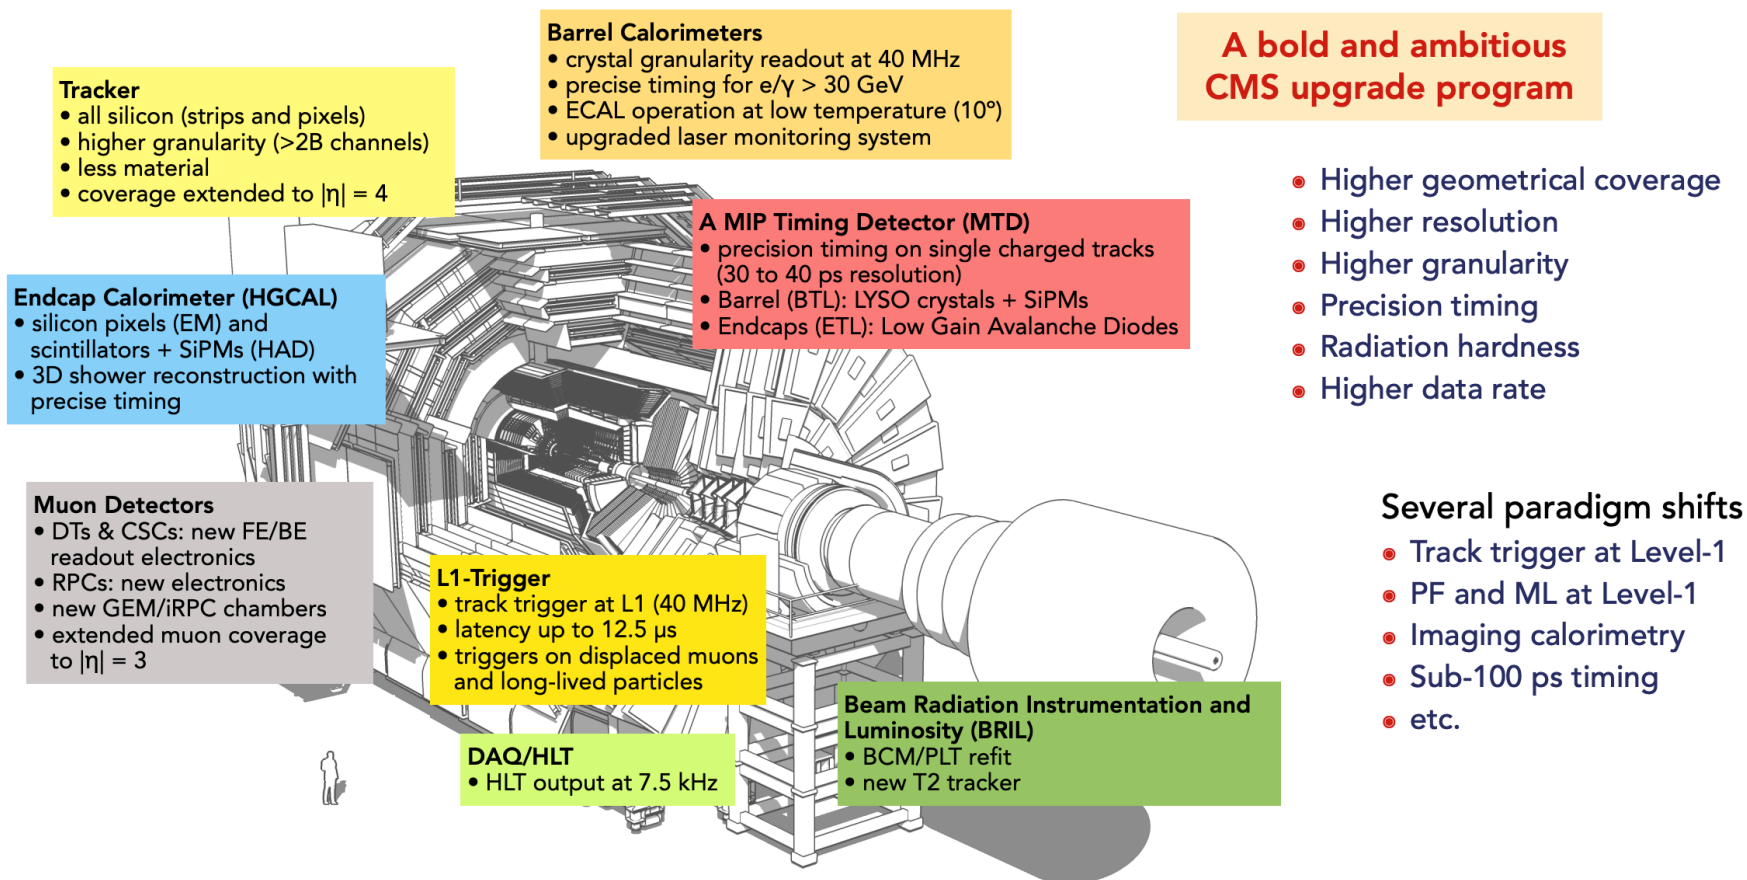 Barrel Calorimeters
• crystal granularity readout at 40 MHz
• precise timing for e/γ > 30 GeV
• ECAL operation at low temperature (10°)
• upgraded laser monitoring system
A bold and ambitious
CMS upgrade program
Tracker
• all silicon (strips and pixels)
• higher granularity (>2B channels)
• less material
• coverage extended to |η| = 4
A MIP Timing Detector (MTD)
• precision timing on single charged tracks
(30 to 40 ps resolution)
• Barrel (BTL): LYSO crystals + SiPMs
• Endcaps (ETL): Low Gain Avalanche Diodes
Higher geometrical coverage
Higher resolution
Higher granularity
Precision timing
Radiation hardness
Higher data rate
Endcap Calorimeter (HGCAL)
• silicon pixels (EM) and
scintillators + SiPMs (HAD)
• 3D shower reconstruction with
precise timing
Muon Detectors
• DTs & CSCs: new FE/BE
readout electronics
• RPCs: new electronics
• new GEM/iRPC chambers
• extended muon coverage
to |η| = 3
L1-Trigger
• track trigger at L1 (40 MHz)
• latency up to 12.5 µs
• triggers on displaced muons
and long-lived particles
Several paradigm shifts
Track trigger at Level-1
PF and ML at Level-1
Imaging calorimetry
Sub-100 ps timing
etc.
DAQ/HLT
• HLT output at 7.5 kHz
Beam Radiation Instrumentation and
Luminosity (BRIL)
• BCM/PLT refit
• new T2 tracker